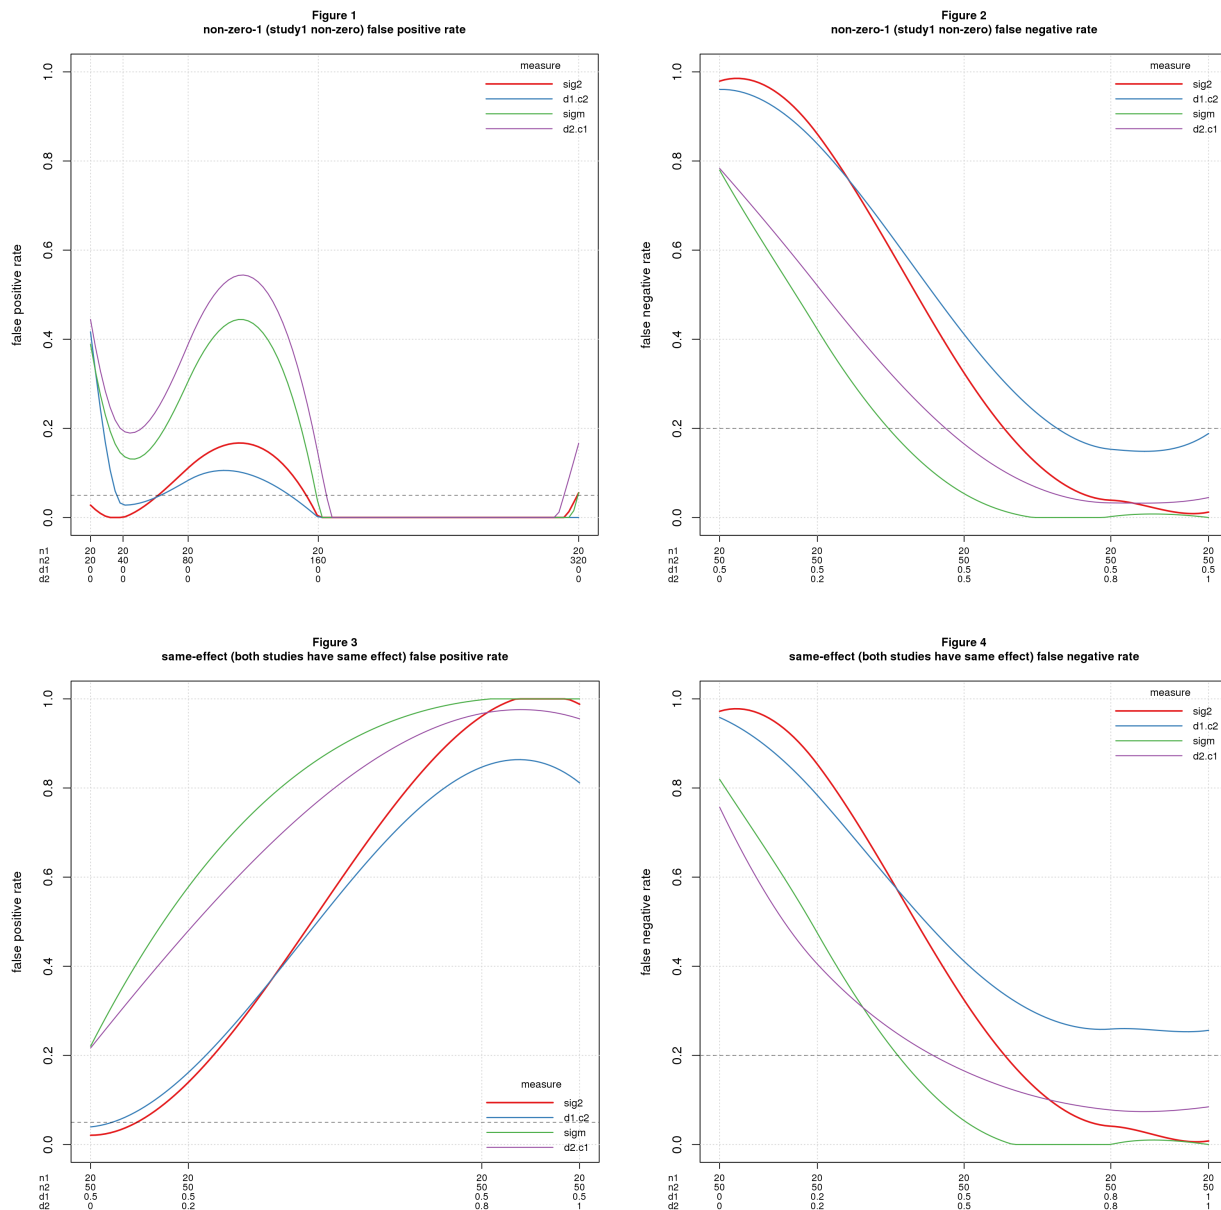 Figure 1
non-zero-1 (study1 non-zero) false positive rate
measure
sig2
d1.c2
sigm
d2.c1
false positive rate
1.0
0.8
0.6
0.4
0.2
0.0
n1 20 20 20 20 20
n2 20 40 80 160 320
d1 0 0 0 0 0
d2 0 0 0 0 0
Figure 2
non-zero-1 (study1 non-zero) false negative rate
measure
sig2
d1.c2
sigm
d2.c1
false negative rate
1.0
0.8
0.6
0.4
0.2
0.0
n1 20 20 20 20 20
n2 50 50 50 50 50
d1 0.5 0.5 0.5 0.5 0.5
d2 0 0.2 0.5 0.8 1
Figure 3
same-effect (both studies have same effect) false positive rate
false positive rate
1.0
0.8
0.6
0.4
0.2
0.0
measure
sig2
d1.c2
sigm
d2.c1
n1 20 20 20 20
n2 50 50 50 50
d1 0.5 0.5 0.5 0.5
d2 0 0.2 0.8 1
Figure 4
same-effect (both studies have same effect) false negative rate
measure
sig2
d1.c2
sigm
d2.c1
false negative rate
1.0
0.8
0.6
0.4
0.2
0.0
n1 20 20 20 20 20
n2 50 50 50 50 50
d1 0 0.2 0.5 0.8 1
d2 0 0.2 0.5 0.8 1